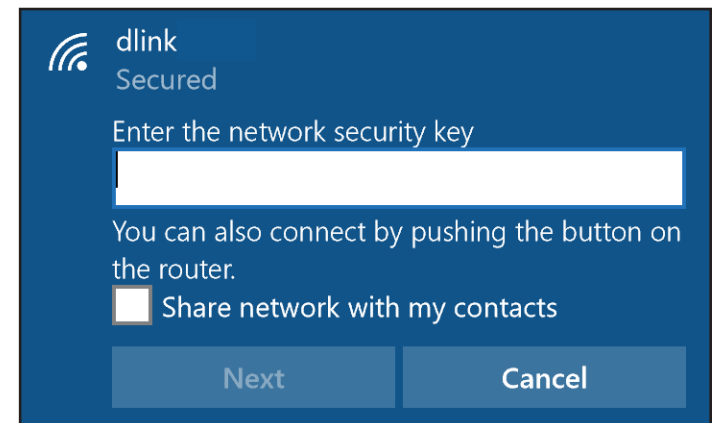 dlink
Secured
Enter the network security key
You can also connect by pushing the button on
the router.
Share network with my contacts
Next
Cancel